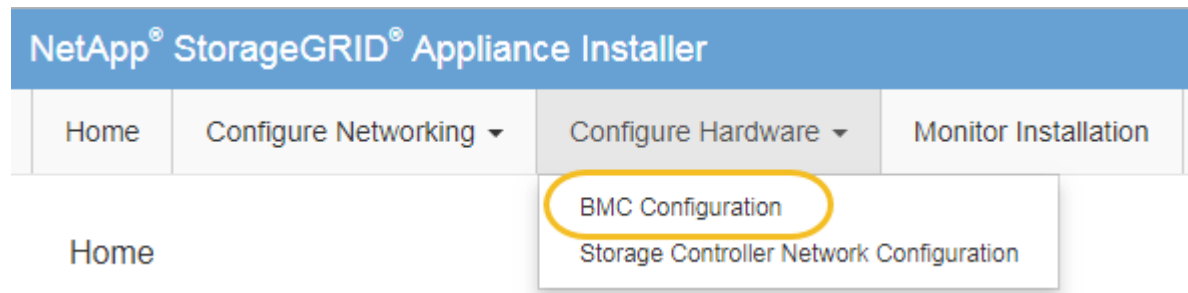 NetApp® StorageGRID® Appliance Installer
Home Configure Networking Configure Hardware Monitor Installation
BMC Configuration
Home
Storage Controller Network Configuration